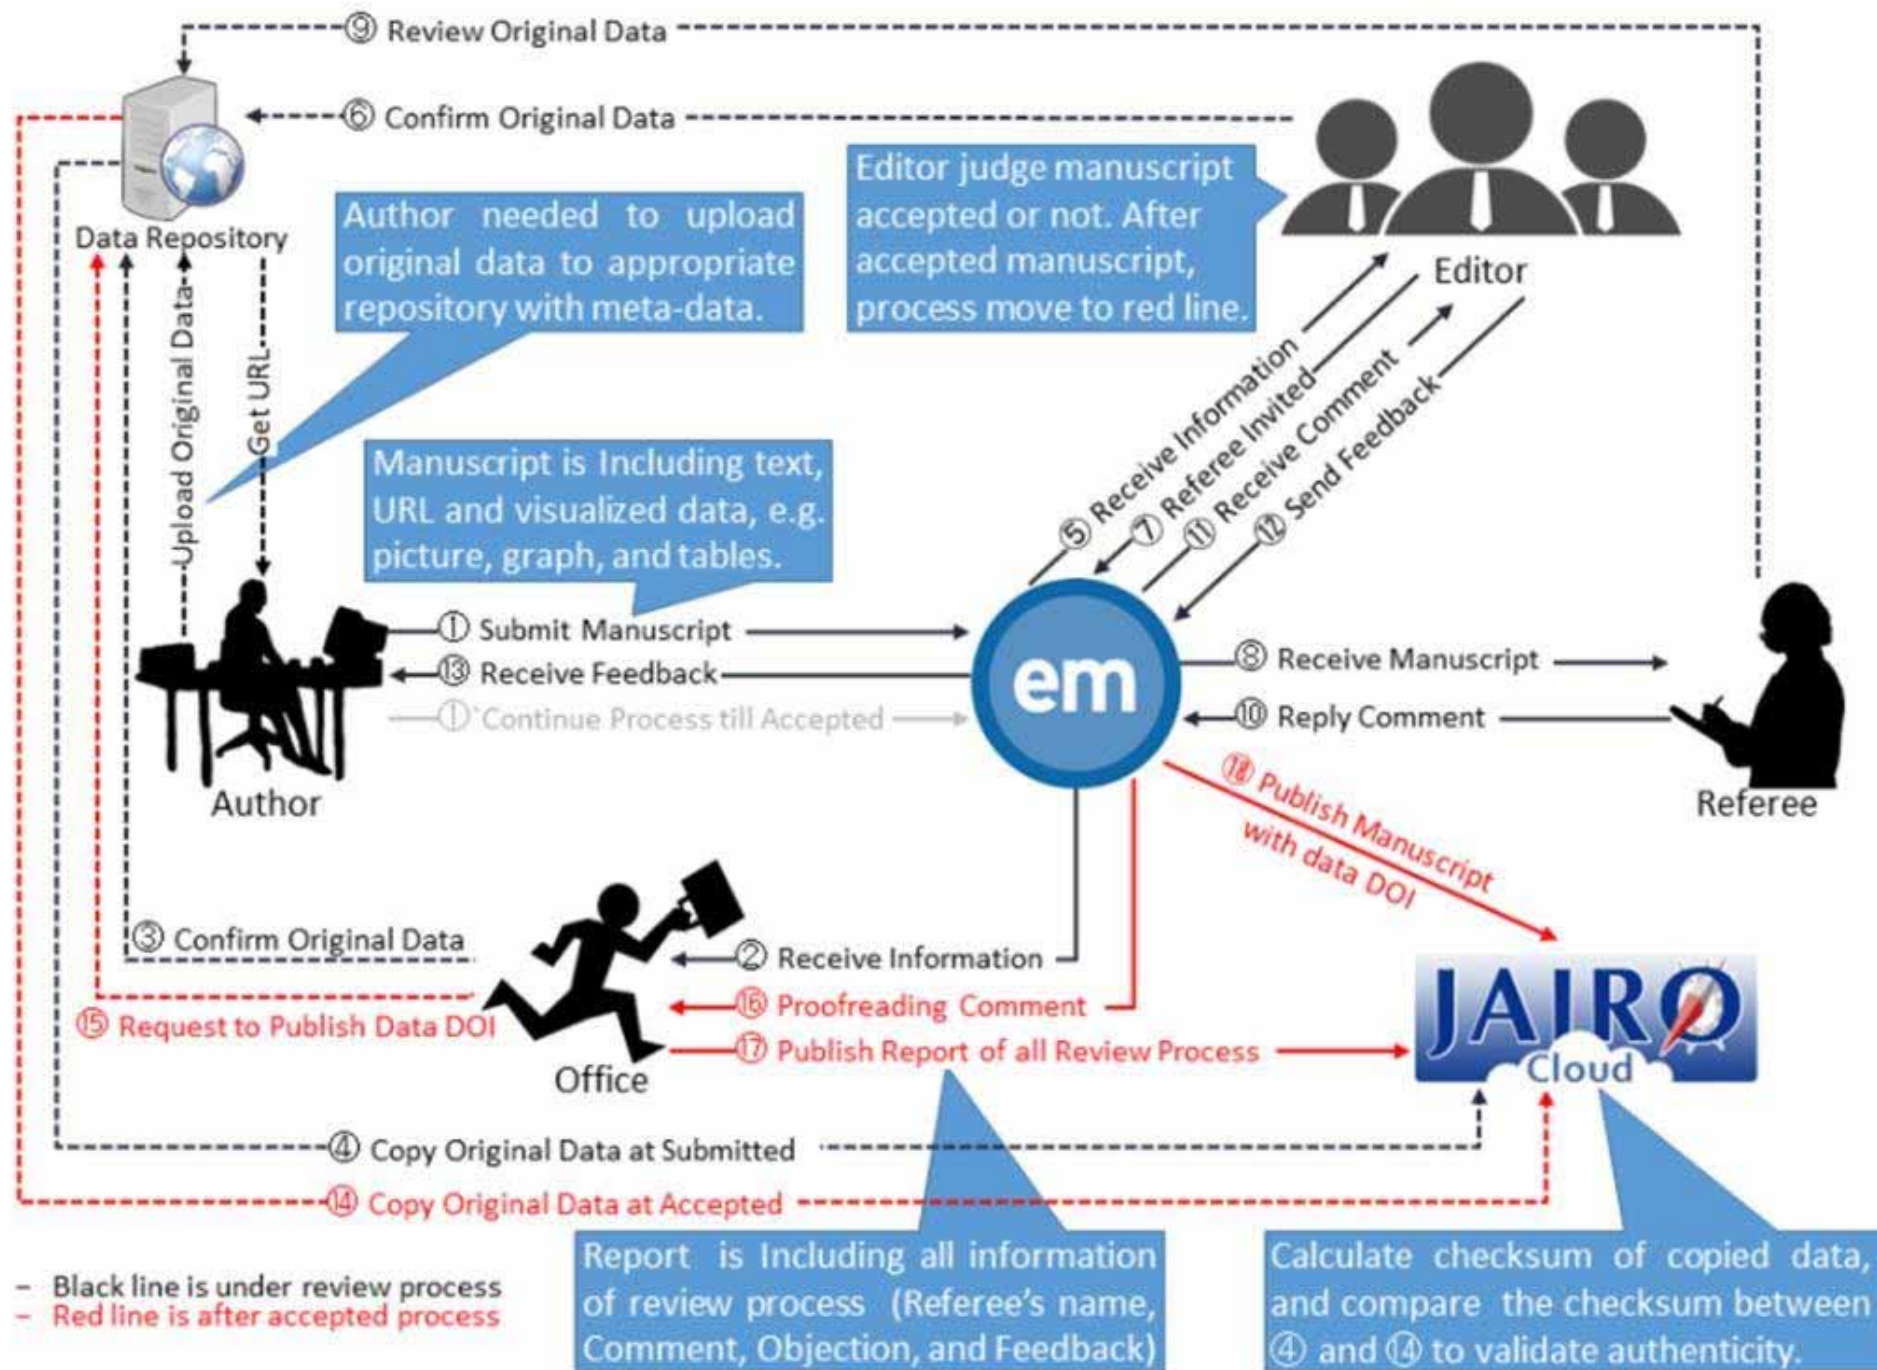 ⑨ Review Original Data
⑥ Confirm Original Data
Data Repository
Author needed to upload
original data to appropriate
repository with meta-data.
Editor judge manuscript
accepted or not. After
accepted manuscript,
process move to red line.
Editor
Upload Original Data
Get URL
Manuscript is Including text,
URL and visualized data, e.g.
picture, graph, and tables.
⑤ Receive Information
⑦ Referee Invited
⑪ Receive Comment
⑫ Send Feedback
① Submit Manuscript
⑬ Receive Feedback
①`Continue Process till Accepted
em
⑧ Receive Manuscript
⑩ Reply Comment
Author
Referee
⑱ Publish Manuscript
with data DOI
③ Confirm Original Data
② Receive Information
⑯ Proofreading Comment
⑮ Request to Publish Data DOI
⑰ Publish Report of all Review Process
Office
JAIRO
Cloud
④ Copy Original Data at Submitted
⑭ Copy Original Data at Accepted
– Black line is under review process
– Red line is after accepted process
Report is Including all information
of review process (Referee's name,
Comment, Objection, and Feedback)
Calculate checksum of copied data,
and compare the checksum between
④ and ⑭ to validate authenticity.